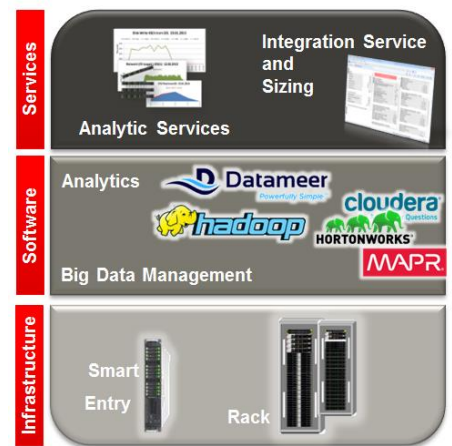 Services
Integration Service
and
Sizing
Analytic Services
Software
Analytics
Datameer
Powerfully Simple
cloudera
Questions
hadoop
HORTONWORKS
MAPR
Big Data Management
Infrastructure
Smart
Entry
Rack